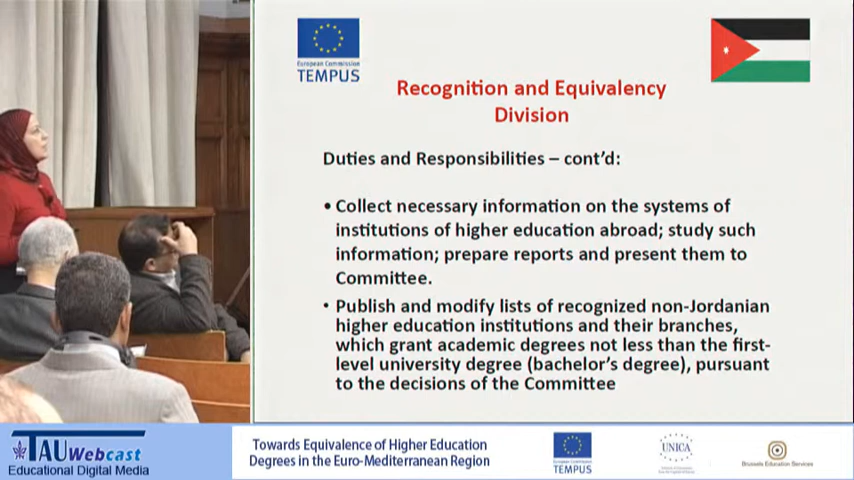 European Commission
TEMPUS
Recognition and Equivalency
Division
Duties and Responsibilities – cont'd:
• Collect necessary information on the systems of
institutions of higher education abroad; study such
information; prepare reports and present them to
Committee.
• Publish and modify lists of recognized non-Jordanian
higher education institutions and their branches,
which grant academic degrees not less than the first-
level university degree (bachelor's degree), pursuant
to the decisions of the Committee
TAU Webcast
Educational Digital Media
Towards Equivalence of Higher Education
Degrees in the Euro-Mediterranean Region
European Commission
TEMPUS
UNICA
Brussels Education Services